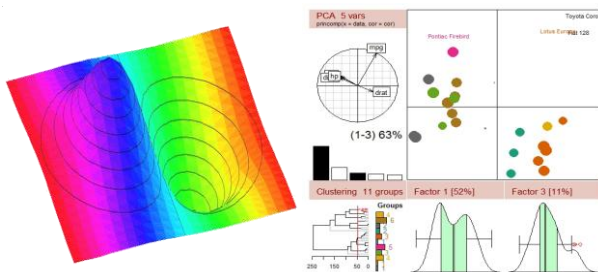 PCA 5 vars
princomp(x = data, cor = cor)
mpg
hp
drat
(1-3) 63%
Toyota Coro
Pontiac Firebird
Lotus Euro
Fiat 128
Clustering 11 groups
Factor 1 [52%]
Factor 3 [11%]
Groups
250
150
50
0